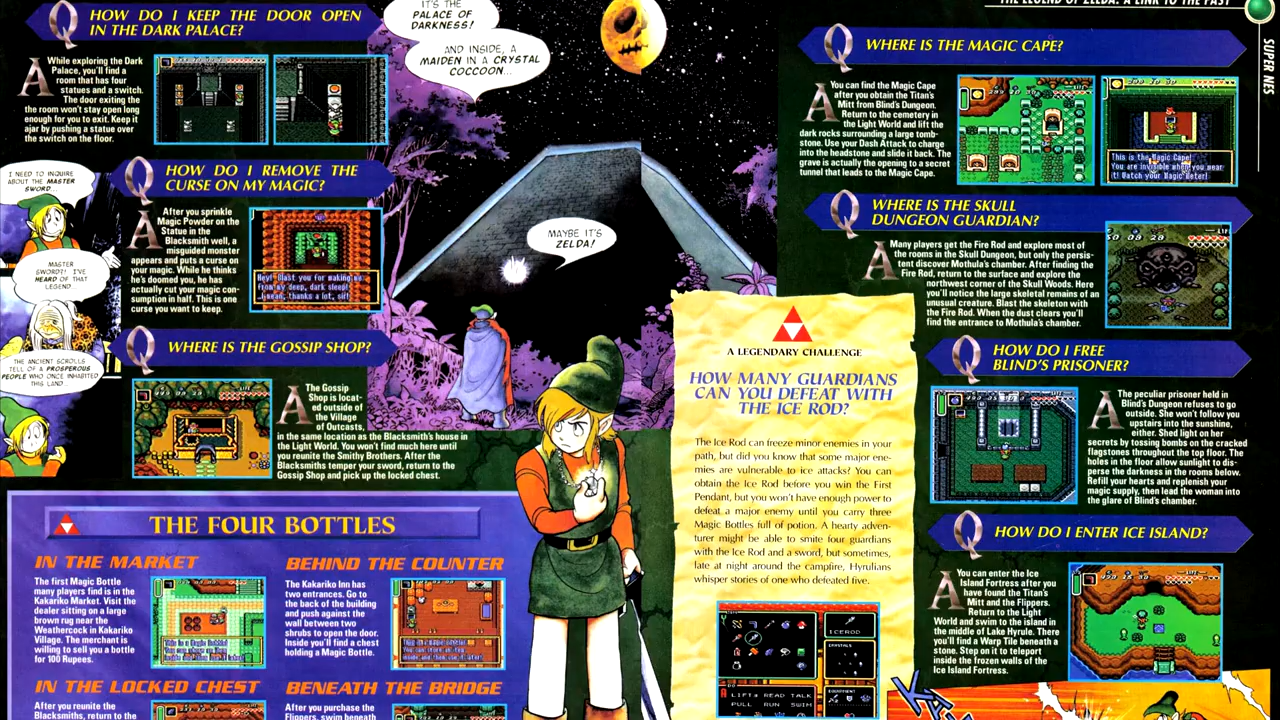 THE LEGEND OF ZELDA: A LINK TO THE PAST
SUPER NES
Q HOW DO I KEEP THE DOOR OPEN
IN THE DARK PALACE?
A While exploring the Dark
Palace, you'll find a
room that has four
statues and a switch.
The door exiting the
the room won't stay open long
enough for you to exit. Keep it
ajar by pushing a statue over
the switch on the floor.
IT'S THE
PALACE OF
DARKNESS!
AND INSIDE, A
MAIDEN IN A CRYSTAL
COCCOON...
MAYBE IT'S
ZELDA!
I NEED TO INQUIRE
ABOUT THE MASTER
SWORD...
MASTER
SWORD?! I'VE
HEARD OF THAT
LEGEND...
THE ANCIENT SCROLLS
TELL OF A PROSPEROUS
PEOPLE WHO ONCE INHABITED
THIS LAND...
Q HOW DO I REMOVE THE
CURSE ON MY MAGIC?
A After you sprinkle
Magic Powder on the
Statue in the
Blacksmith well, a
misguided monster
appears and puts a curse on
your magic. While he thinks
he's doomed you, he has
actually cut your magic con-
sumption in half. This is one
curse you want to keep.
Hey! Blast you for making me
from my deep, dark sleep!
I mean, thanks a lot, sir!
Q WHERE IS THE GOSSIP SHOP?
A The Gossip
Shop is locat-
ed outside of
the Village
of Outcasts,
in the same location as the Blacksmith's house in
the Light World. You won't find much here until
you reunite the Smithy Brothers. After the
Blacksmiths temper your sword, return to the
Gossip Shop and pick up the locked chest.
THE FOUR BOTTLES
IN THE MARKET
The first Magic Bottle
many players find is in the
Kakariko Market. Visit the
dealer sitting on a large
brown rug near the
Weathercock in Kakariko
Village. The merchant is
willing to sell you a bottle
for 100 Rupees.
BEHIND THE COUNTER
The Kakariko Inn has
two entrances. Go to
the back of the building
and push against the
wall between two
shrubs to open the door.
Inside you'll find a chest
holding a Magic Bottle.
IN THE LOCKED CHEST
After you reunite the
Blacksmiths, return to the
BENEATH THE BRIDGE
After you purchase the
Flippers, swim beneath
A LEGENDARY CHALLENGE
HOW MANY GUARDIANS
CAN YOU DEFEAT WITH
THE ICE ROD?
The Ice Rod can freeze minor enemies in your
path, but did you know that some major ene-
mies are vulnerable to ice attacks? You can
obtain the Ice Rod before you win the First
Pendant, but you won't have enough power to
defeat a major enemy until you carry three
Magic Bottles full of potion. A hearty adven-
turer might be able to smite four guardians
with the Ice Rod and a sword, but sometimes,
late at night around the campfire, Hyrulians
whisper stories of one who defeated five.
ICEROD
LIFT READ TALK
PULL RUN SWIM
Q WHERE IS THE MAGIC CAPE?
A You can find the Magic Cape
after you obtain the Titan's
Mitt from Blind's Dungeon.
Return to the cemetery in
the Light World and lift the
dark rocks surrounding a large tomb-
stone. Use your Dash Attack to charge
into the headstone and slide it back. The
grave is actually the opening to a secret
tunnel that leads to the Magic Cape.
This is the Magic Cape!
You are invisible when you wear
it! Watch your Magic Meter!
Q WHERE IS THE SKULL
DUNGEON GUARDIAN?
A Many players get the Fire Rod and explore most of
the rooms in the Skull Dungeon, but only the persis-
tent discover Mothula's chamber. After finding the
Fire Rod, return to the surface and explore the
northwest corner of the Skull Woods. Here
you'll notice the large skeletal remains of an
unusual creature. Blast the skeleton with
the Fire Rod. When the dust clears you'll
find the entrance to Mothula's chamber.
Q HOW DO I FREE
BLIND'S PRISONER?
A The peculiar prisoner held in
Blind's Dungeon refuses to go
outside. She won't follow you
upstairs into the sunshine,
either. Shed light on her
secrets by tossing bombs on the cracked
flagstones throughout the top floor. The
holes in the floor allow sunlight to dis-
perse the darkness in the rooms below.
Refill your hearts and replenish your
magic supply, then lead the woman into
the glare of Blind's chamber.
Q HOW DO I ENTER ICE ISLAND?
A You can enter the Ice
Island Fortress after you
have found the Titan's
Mitt and the Flippers.
Return to the Light
World and swim to the island in
the middle of Lake Hyrule. There
you'll find a Warp Tile beneath a
stone. Step on it to teleport
inside the frozen walls of the
Ice Island Fortress.